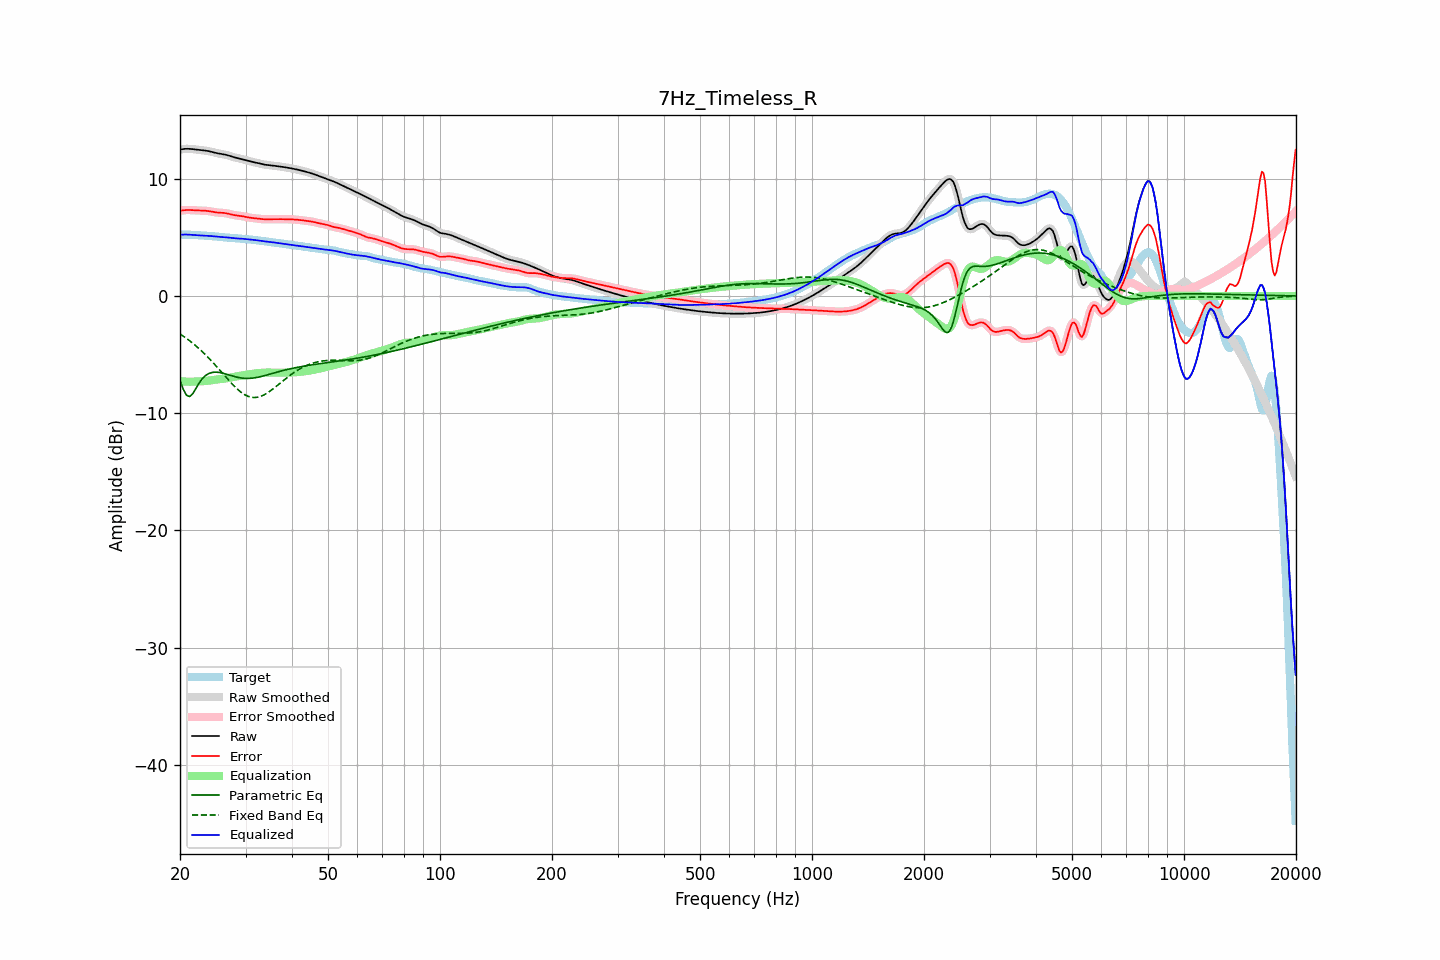 7Hz_Timeless_R
Amplitude (dBr)
10
0
−10
−20
−30
−40
Target
Raw Smoothed
Error Smoothed
Raw
Error
Equalization
Parametric Eq
Fixed Band Eq
Equalized
20 50 100 200 500 1000 2000 5000 10000 20000
Frequency (Hz)